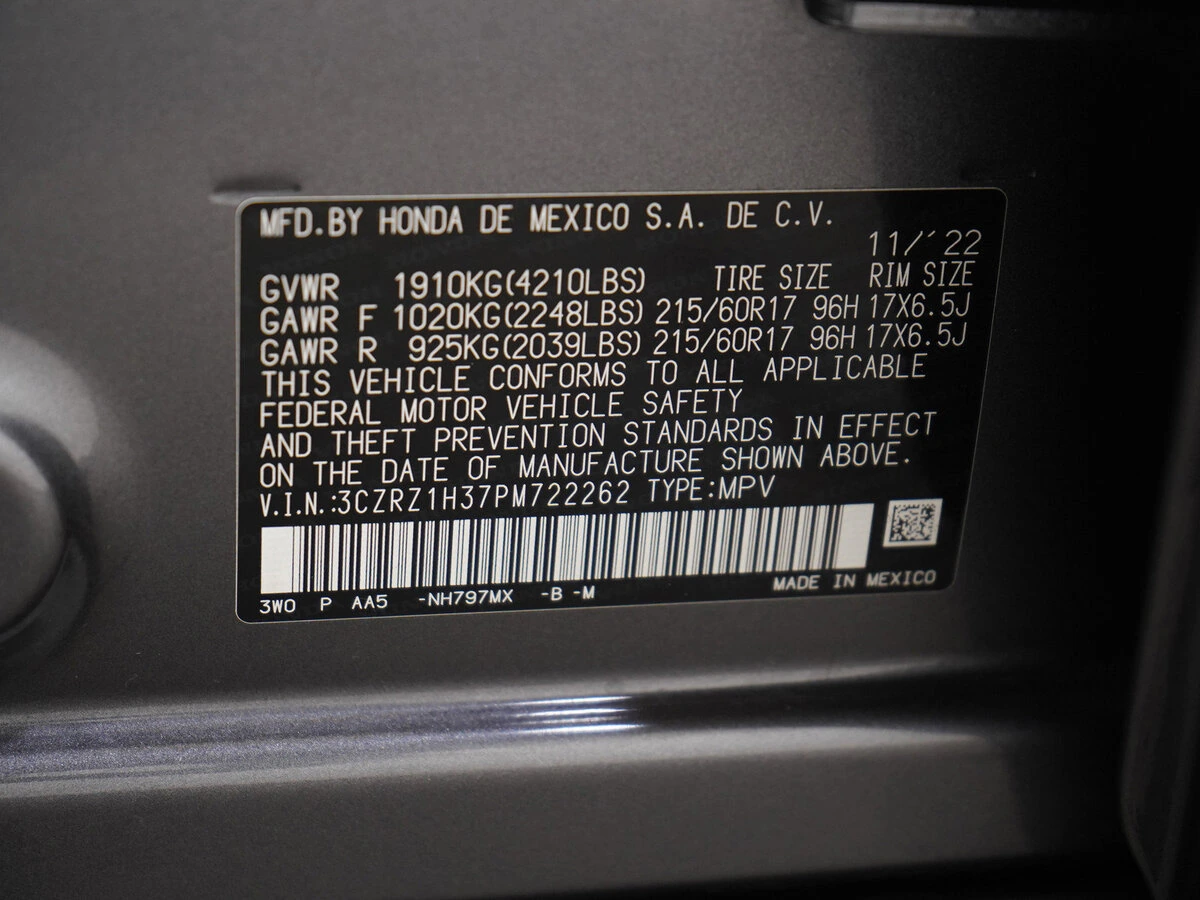 MFD.BY HONDA DE MEXICO S.A. DE C.V.
11/´22
GVWR 1910KG(4210LBS) TIRE SIZE RIM SIZE
GAWR F 1020KG(2248LBS) 215/60R17 96H 17X6.5J
GAWR R 925KG(2039LBS) 215/60R17 96H 17X6.5J
THIS VEHICLE CONFORMS TO ALL APPLICABLE
FEDERAL MOTOR VEHICLE SAFETY
AND THEFT PREVENTION STANDARDS IN EFFECT
ON THE DATE OF MANUFACTURE SHOWN ABOVE.
V.I.N.:3CZRZ1H37PM722262 TYPE:MPV
3W0 P AA5 -NH797MX -B -M MADE IN MEXICO